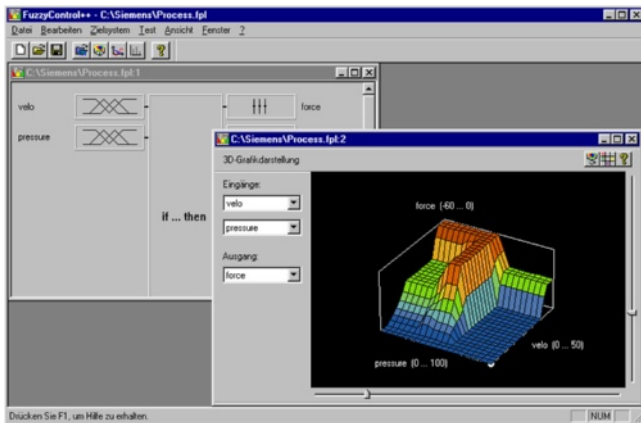 FuzzyControl++ - C:\Siemens\Process.fpl
Datei Bearbeiten Zielsystem Test Ansicht Fenster ?
C:\Siemens\Process.fpl:1
velo
force
pressure
if ... then
C:\Siemens\Process.fpl:2
3D-Grafikdarstellung
Eingänge:
velo
pressure
Ausgang:
force
force (-60 ... 0)
velo (0 ... 50)
pressure (0 ... 100)
Drücken Sie F1, um Hilfe zu erhalten.
NUM